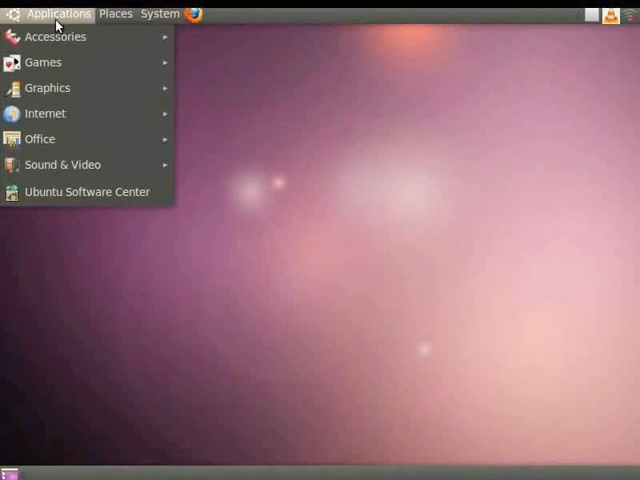 Applications Places System
Accessories
Games
Graphics
Internet
Office
Sound & Video
Ubuntu Software Center